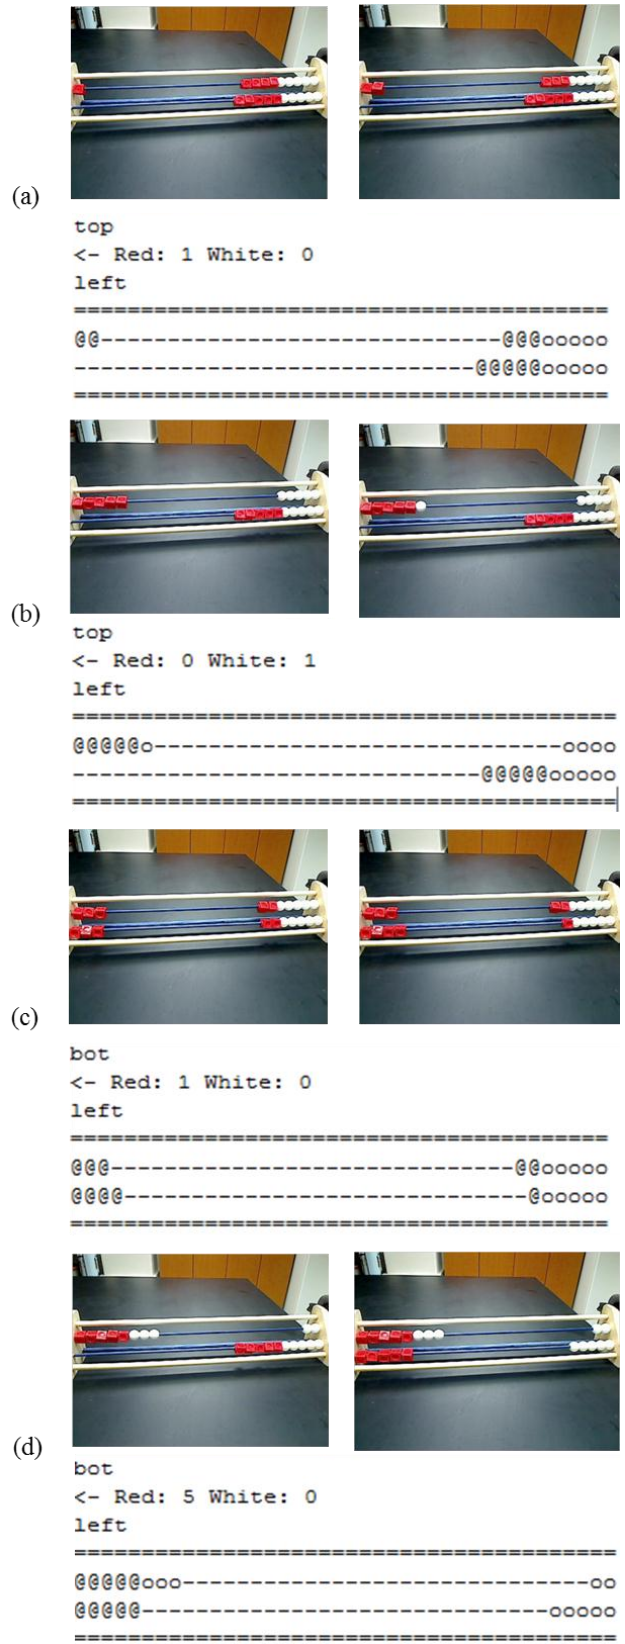 (a)
top
<- Red: 1 White: 0
left
========================================
@@------------------------------@@@ooooo
------------------------------@@@@@ooooo
========================================
(b)
top
<- Red: 0 White: 1
left
========================================
@@@@@o------------------------------oooo
------------------------------@@@@@ooooo
========================================
(c)
bot
<- Red: 1 White: 0
left
========================================
@@@------------------------------@@ooooo
@@@@------------------------------@ooooo
========================================
(d)
bot
<- Red: 5 White: 0
left
========================================
@@@@@ooo------------------------------oo
@@@@@------------------------------ooooo
========================================